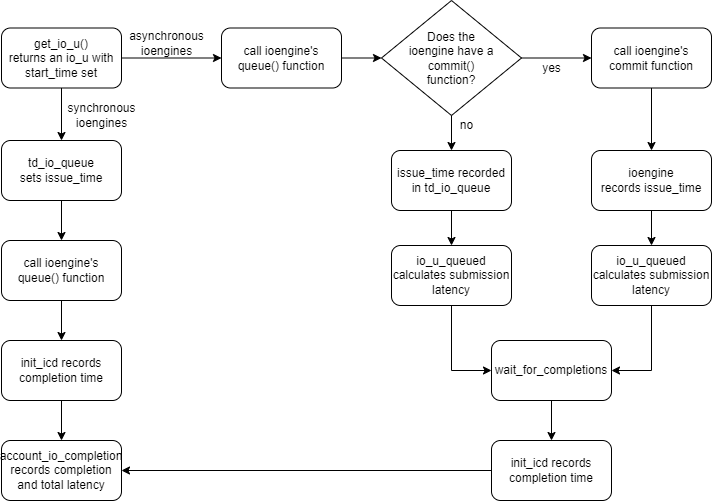 get_io_u()
returns an io_u with
start_time set
asynchronous
ioengines
call ioengine's
queue() function
Does the
ioengine have a
commit()
function?
yes
call ioengine's
commit function
synchronous
ioengines
no
td_io_queue
sets issue_time
issue_time recorded
in td_io_queue
ioengine
records issue_time
call ioengine's
queue() function
io_u_queued
calculates submission
latency
io_u_queued
calculates submission
latency
init_icd records
completion time
wait_for_completions
account_io_completion
records completion
and total latency
init_icd records
completion time